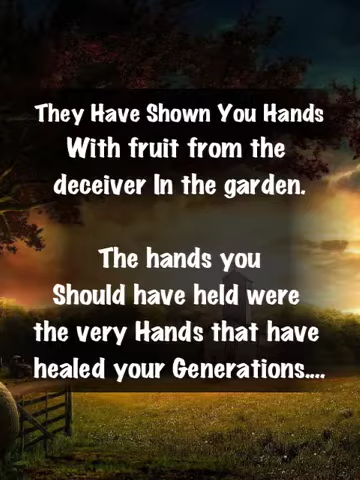 They Have Shown You Hands
With fruit from the
deceiver In the garden.
The hands you
Should have held were
the very Hands that have
healed your Generations....